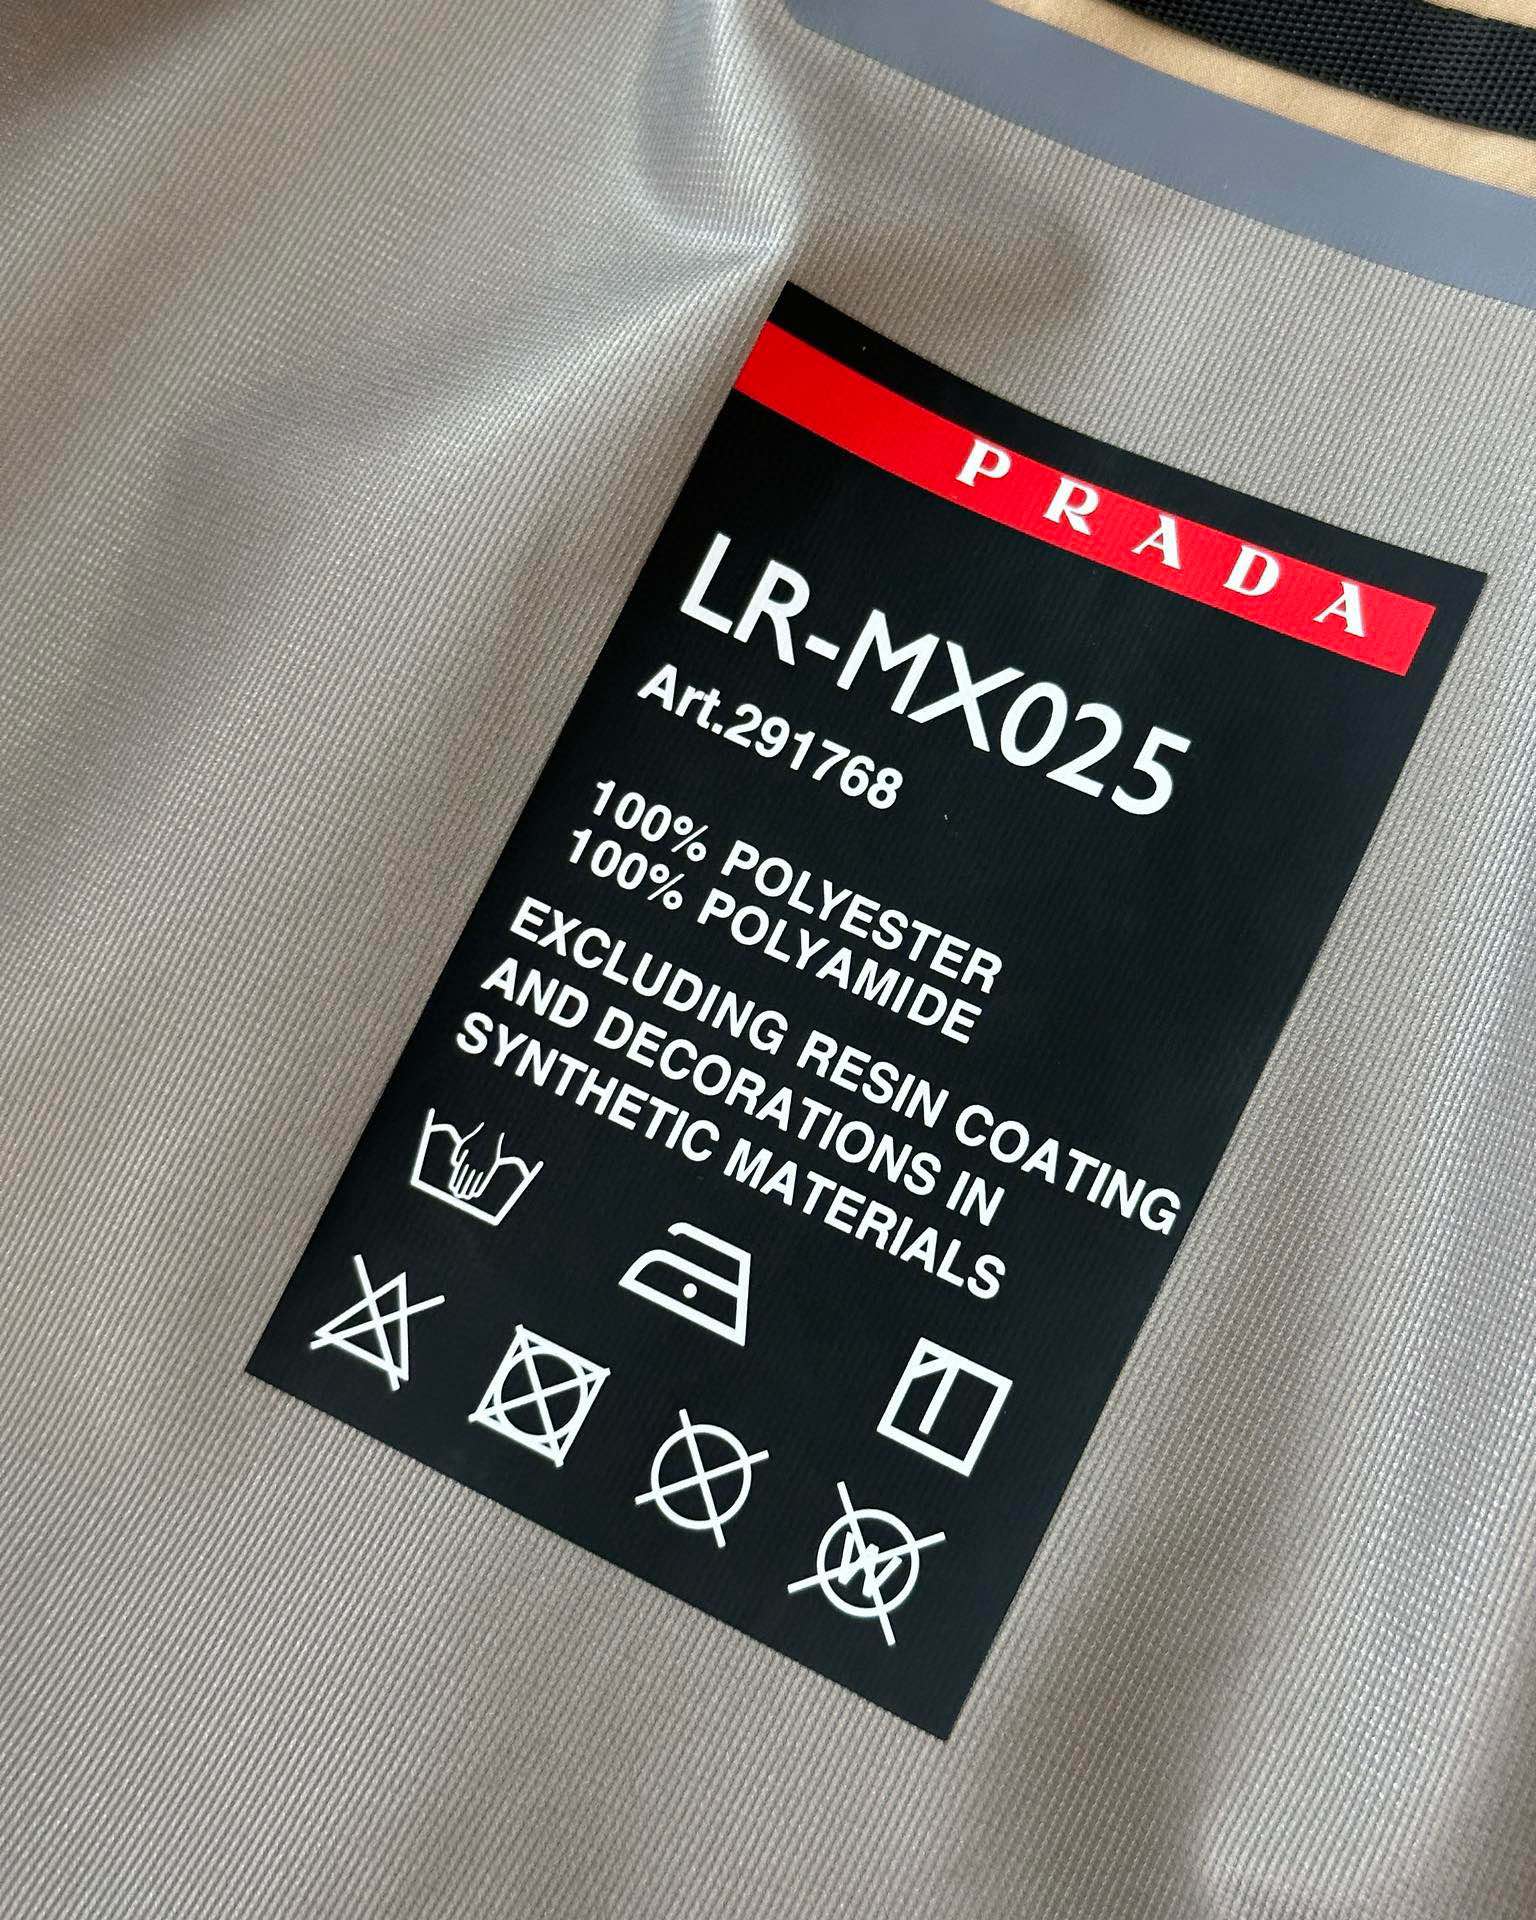 PRADA
LR-MX025
Art.291768
100% POLYESTER
100% POLYAMIDE
EXCLUDING RESIN COATING
AND DECORATIONS IN
SYNTHETIC MATERIALS
W